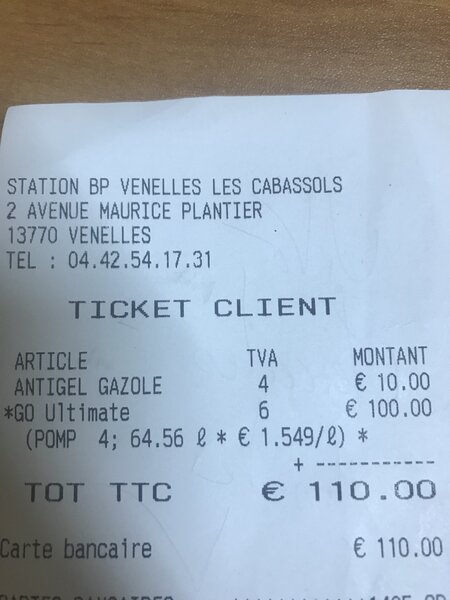 STATION BP VENELLES LES CABASSOLS
2 AVENUE MAURICE PLANTIER
13770 VENELLES
TEL : 04.42.54.17.31
TICKET CLIENT
ARTICLE TVA MONTANT
ANTIGEL GAZOLE 4 € 10.00
*GO Ultimate 6 € 100.00
(POMP 4; 64.56 ℓ * € 1.549/ℓ) *
+ -----------
TOT TTC € 110.00
Carte bancaire € 110.00